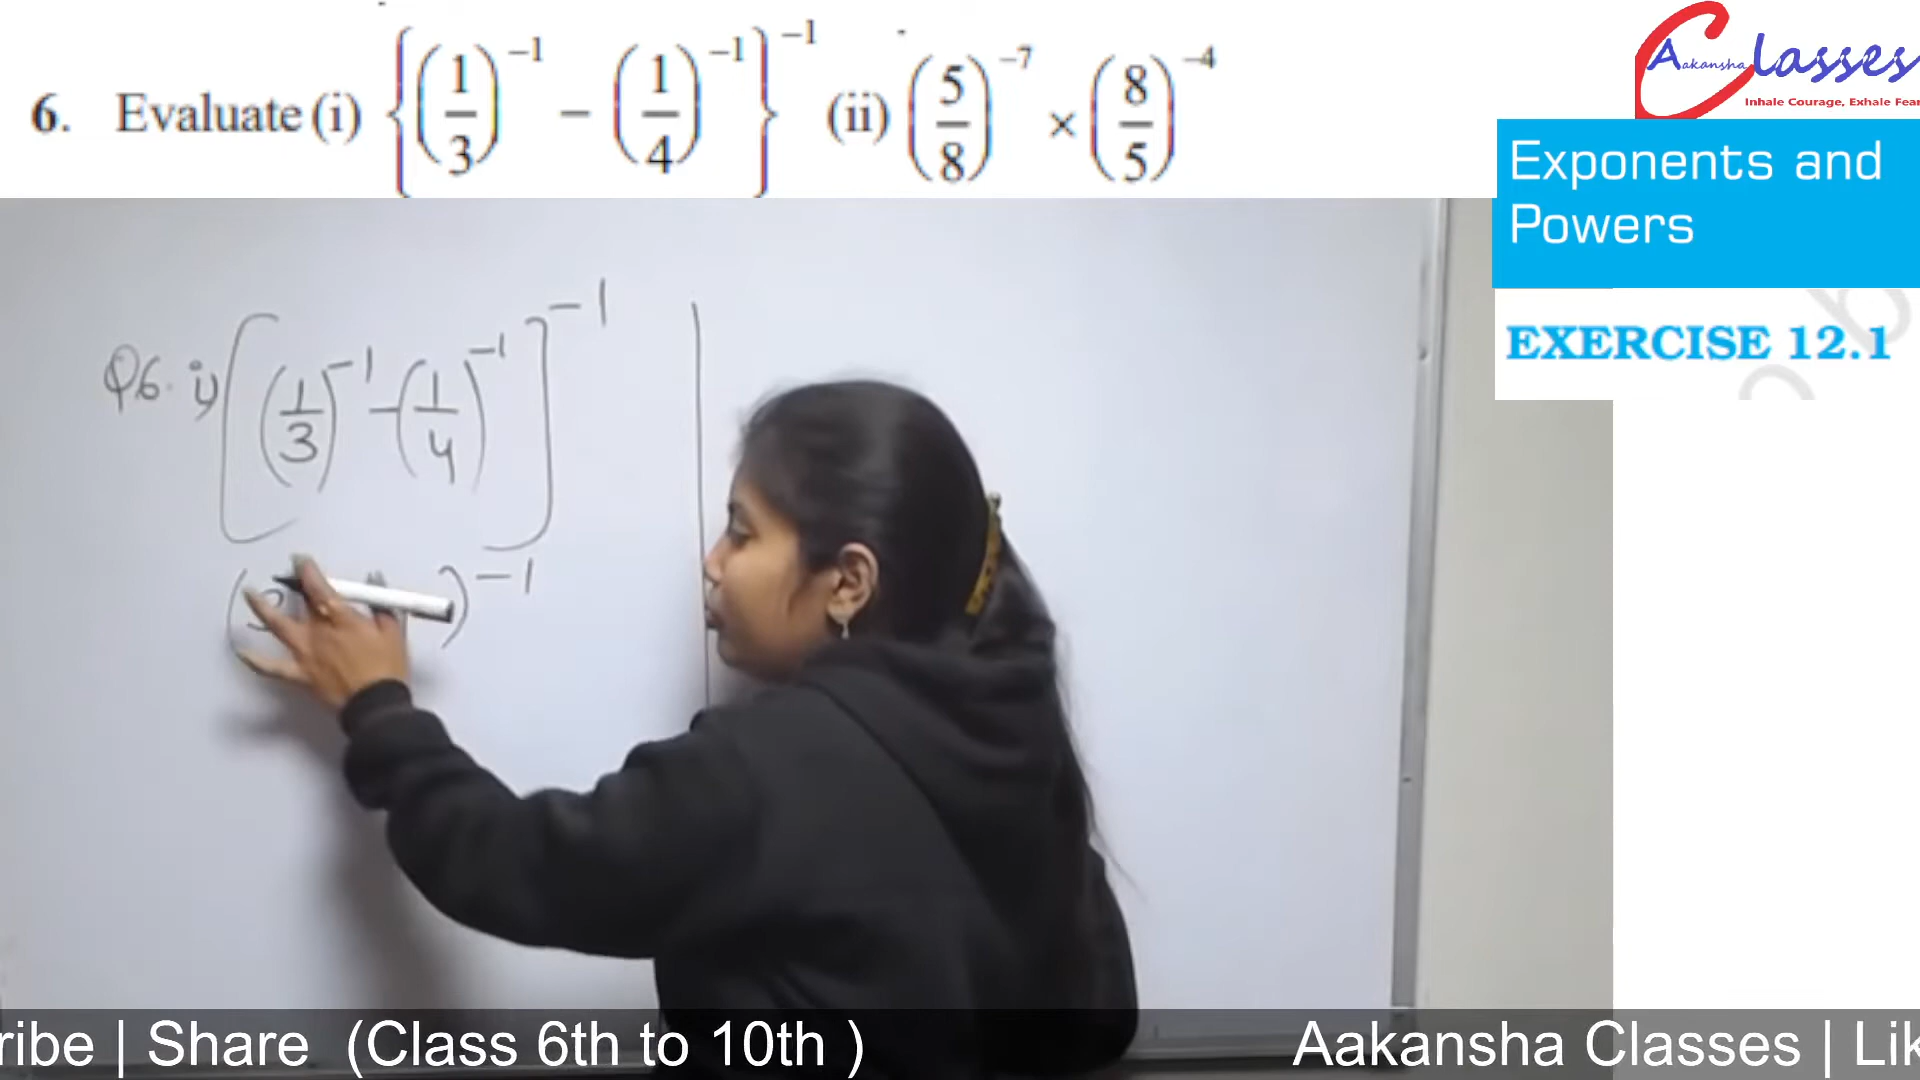 6. Evaluate (i) {(1/3)^−1 − (1/4)^−1}^−1 (ii) (5/8)^−7 × (8/5)^−4
Aakansha Classes
Inhale Courage, Exhale Fear
Exponents and
Powers
EXERCISE 12.1
Q6. i) [(1/3)^-1 - (1/4)^-1]^-1
(3 )^-1
ribe | Share (Class 6th to 10th ) Aakansha Classes | Lik